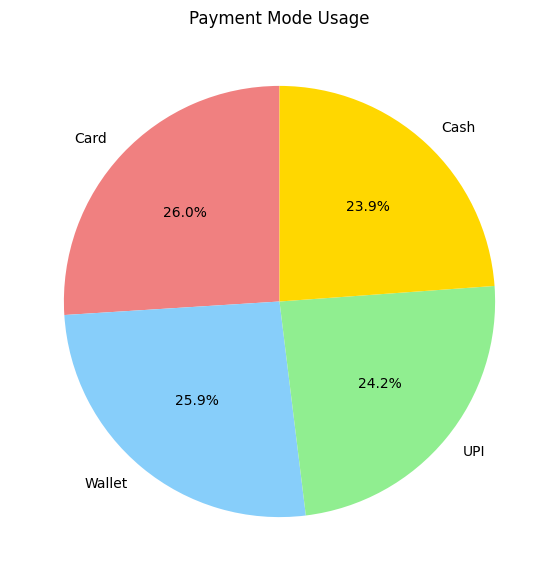 Payment Mode Usage
Card
Cash
26.0%
23.9%
25.9%
24.2%
Wallet
UPI